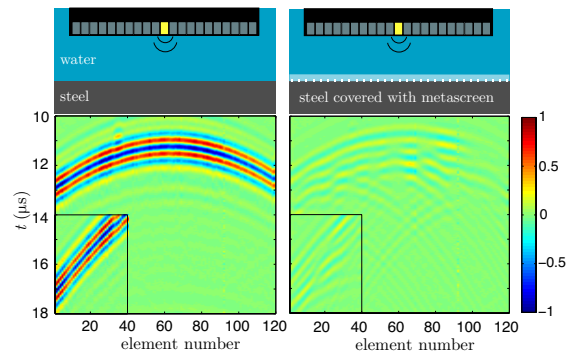 water
steel
steel covered with metascreen
10
12
14
16
18
t (μs)
20 40 60 80 100 120
element number
20 40 60 80 100 120
element number
1
0.5
0
-0.5
-1